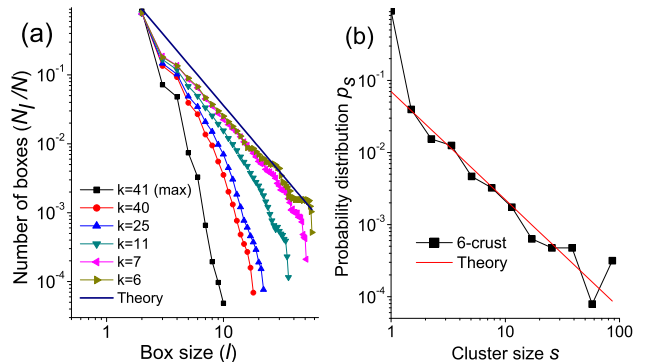 (a)
Number of boxes (N_l /N)
10^-1
10^-2
10^-3
10^-4
k=41 (max)
k=40
k=25
k=11
k=7
k=6
Theory
1
10
Box size (l)
(b)
Probability distribution p_s
10^-1
10^-2
10^-3
10^-4
6-crust
Theory
1
10
100
Cluster size s